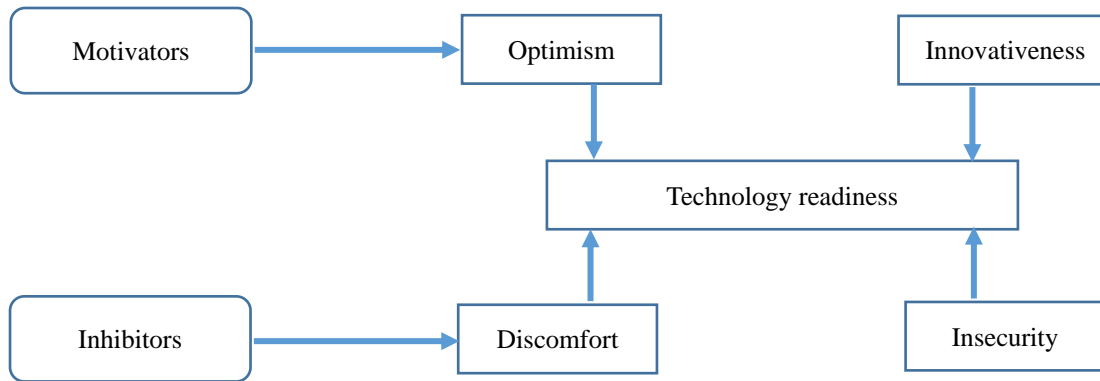 Motivators
Optimism
Innovativeness
Technology readiness
Inhibitors
Discomfort
Insecurity